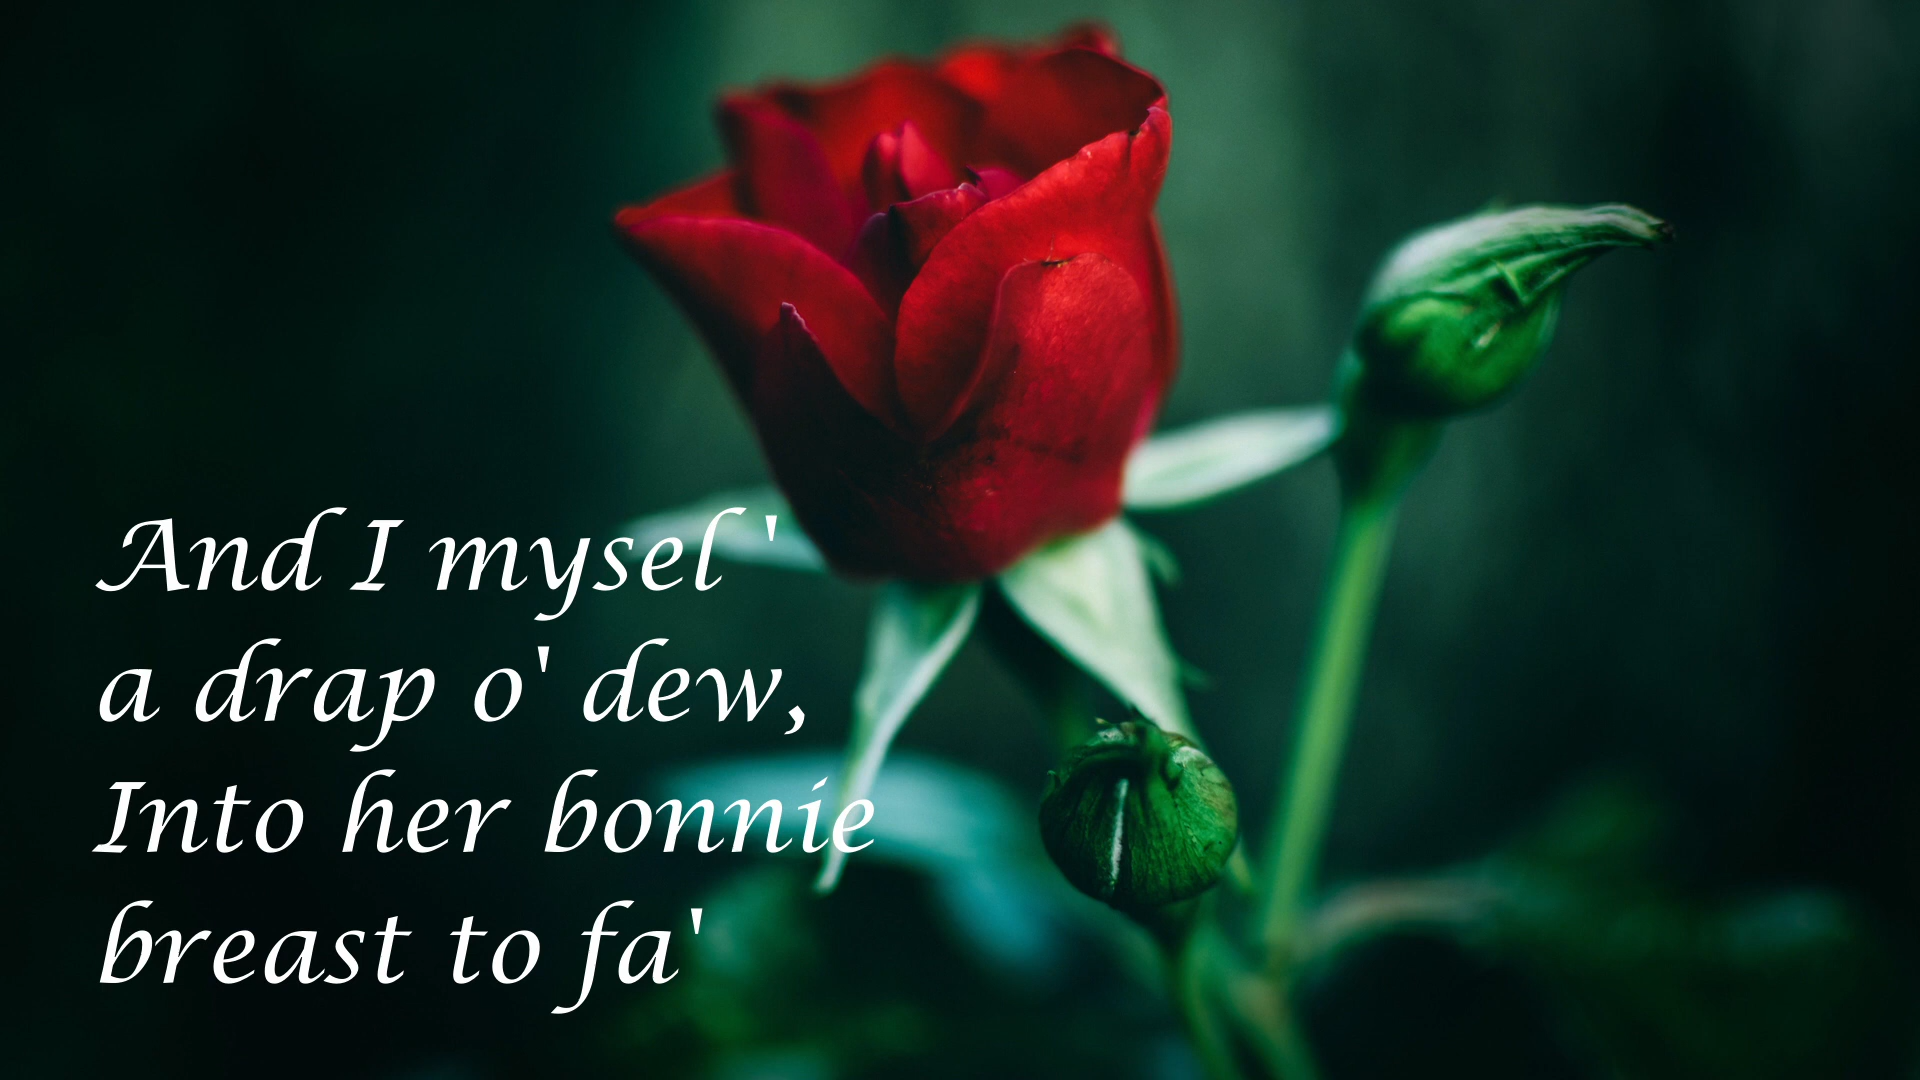 And I mysel '
a drap o' dew,
Into her bonnie
breast to fa'